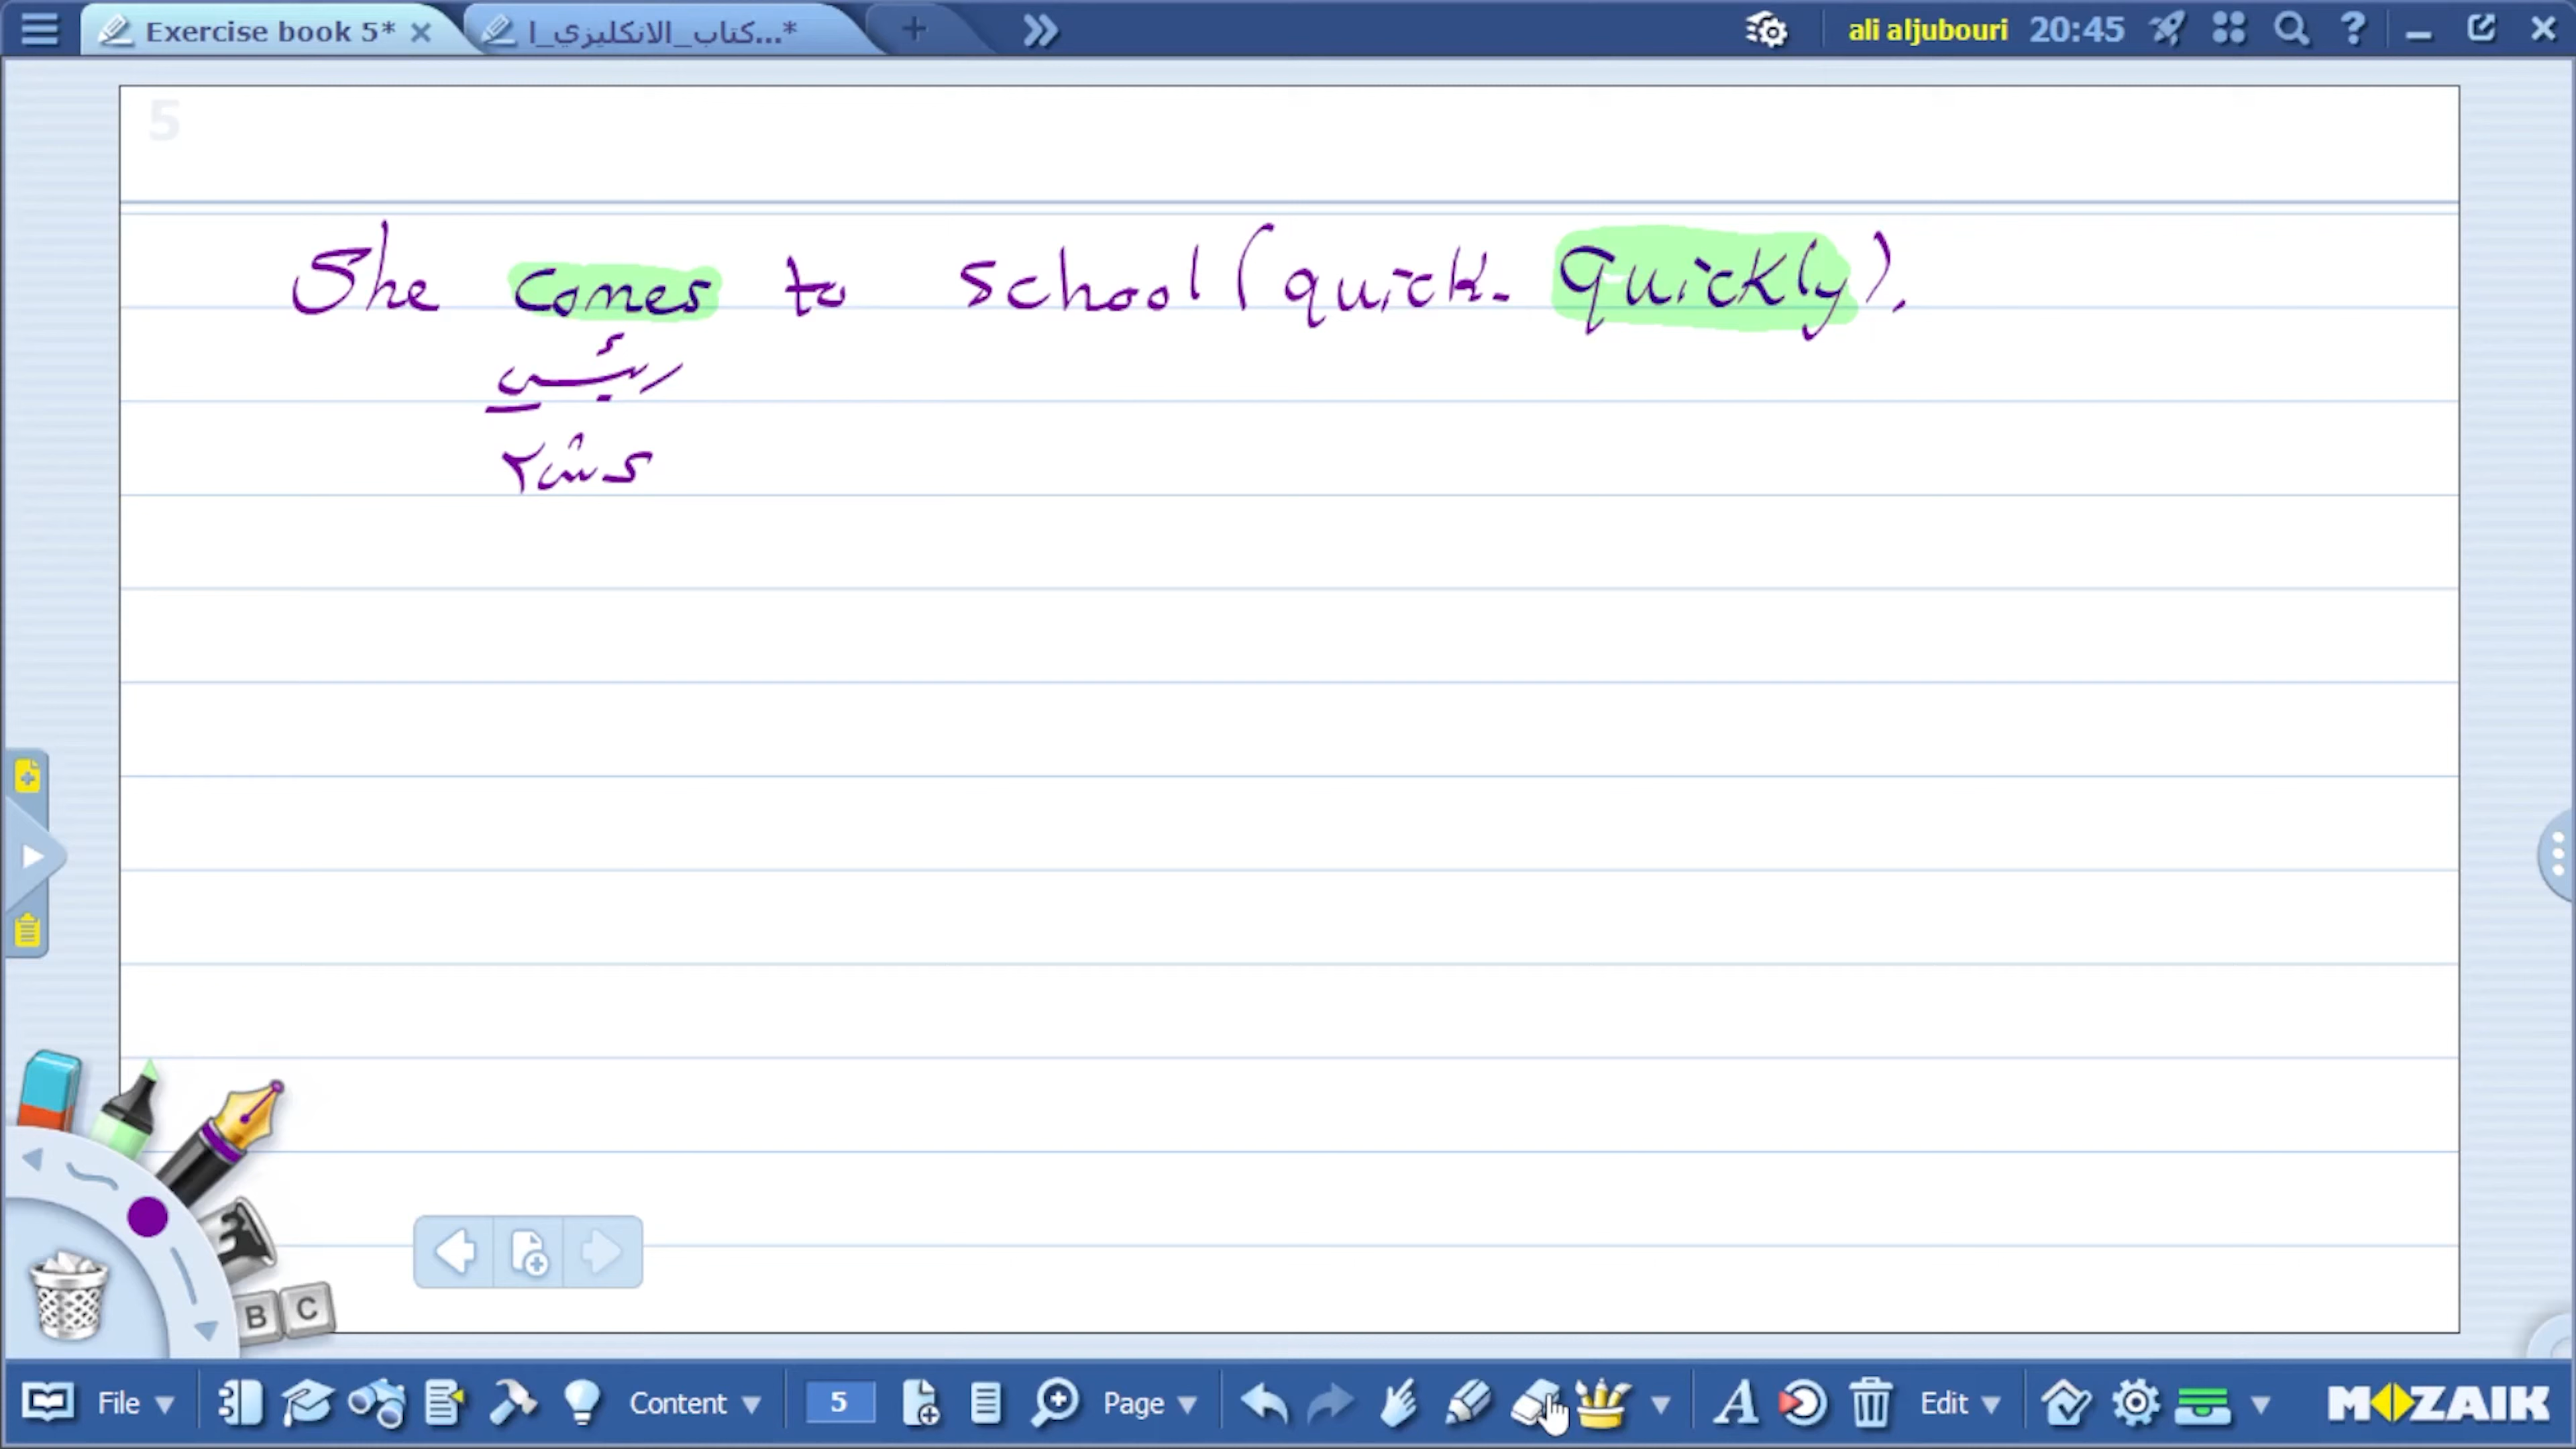 Exercise book 5* كتاب_الانكليزي_ا...* ali aljubouri 20:45
5
She comes to school (quick - quickly).
رئيسي
File Content 5 Page A Edit MOZAIK
B C